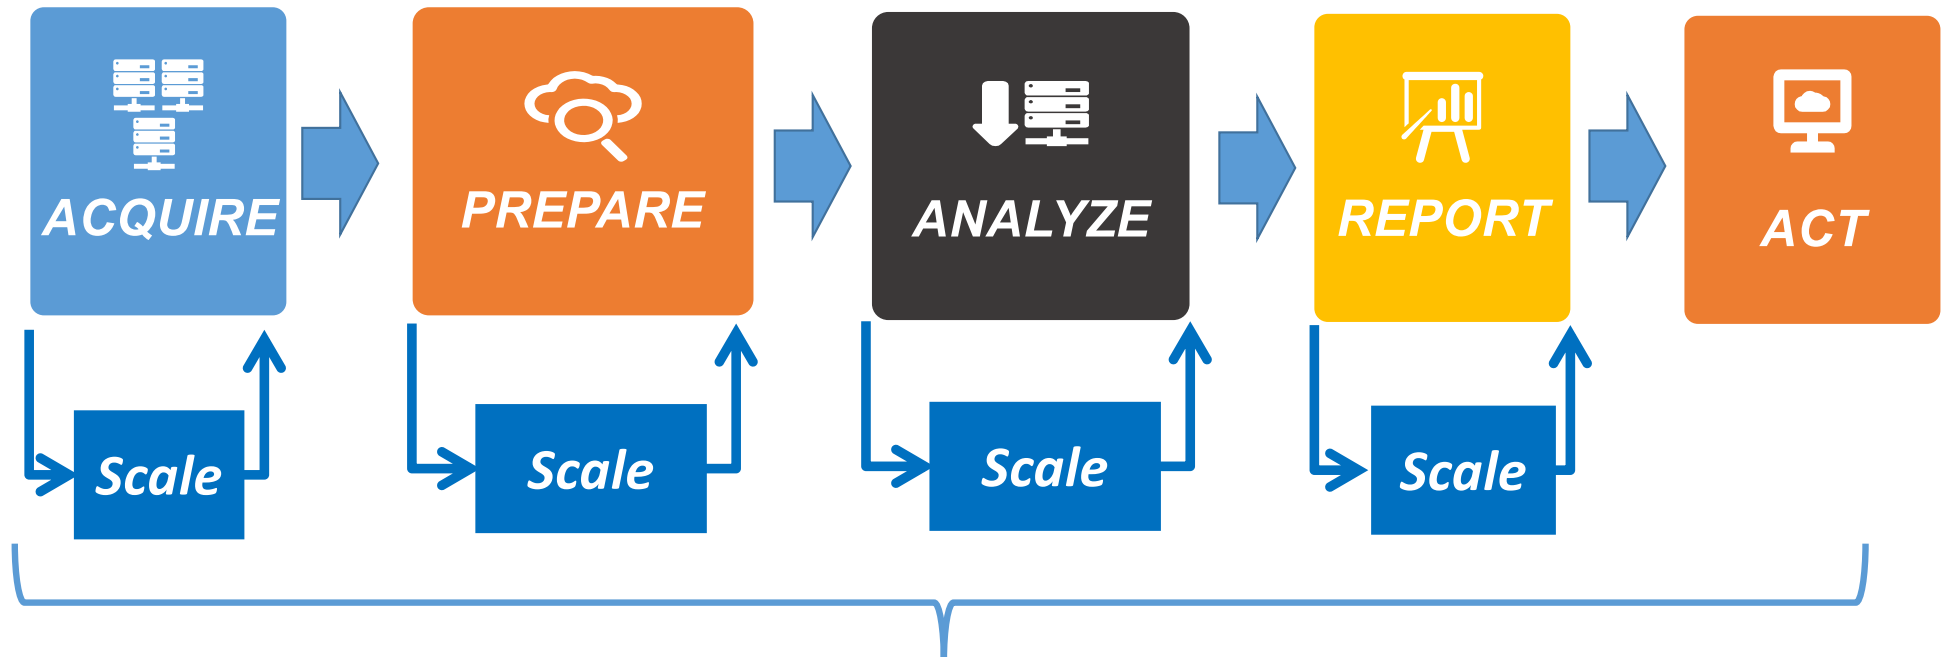 ACQUIRE
PREPARE
ANALYZE
REPORT
ACT
Scale
Scale
Scale
Scale